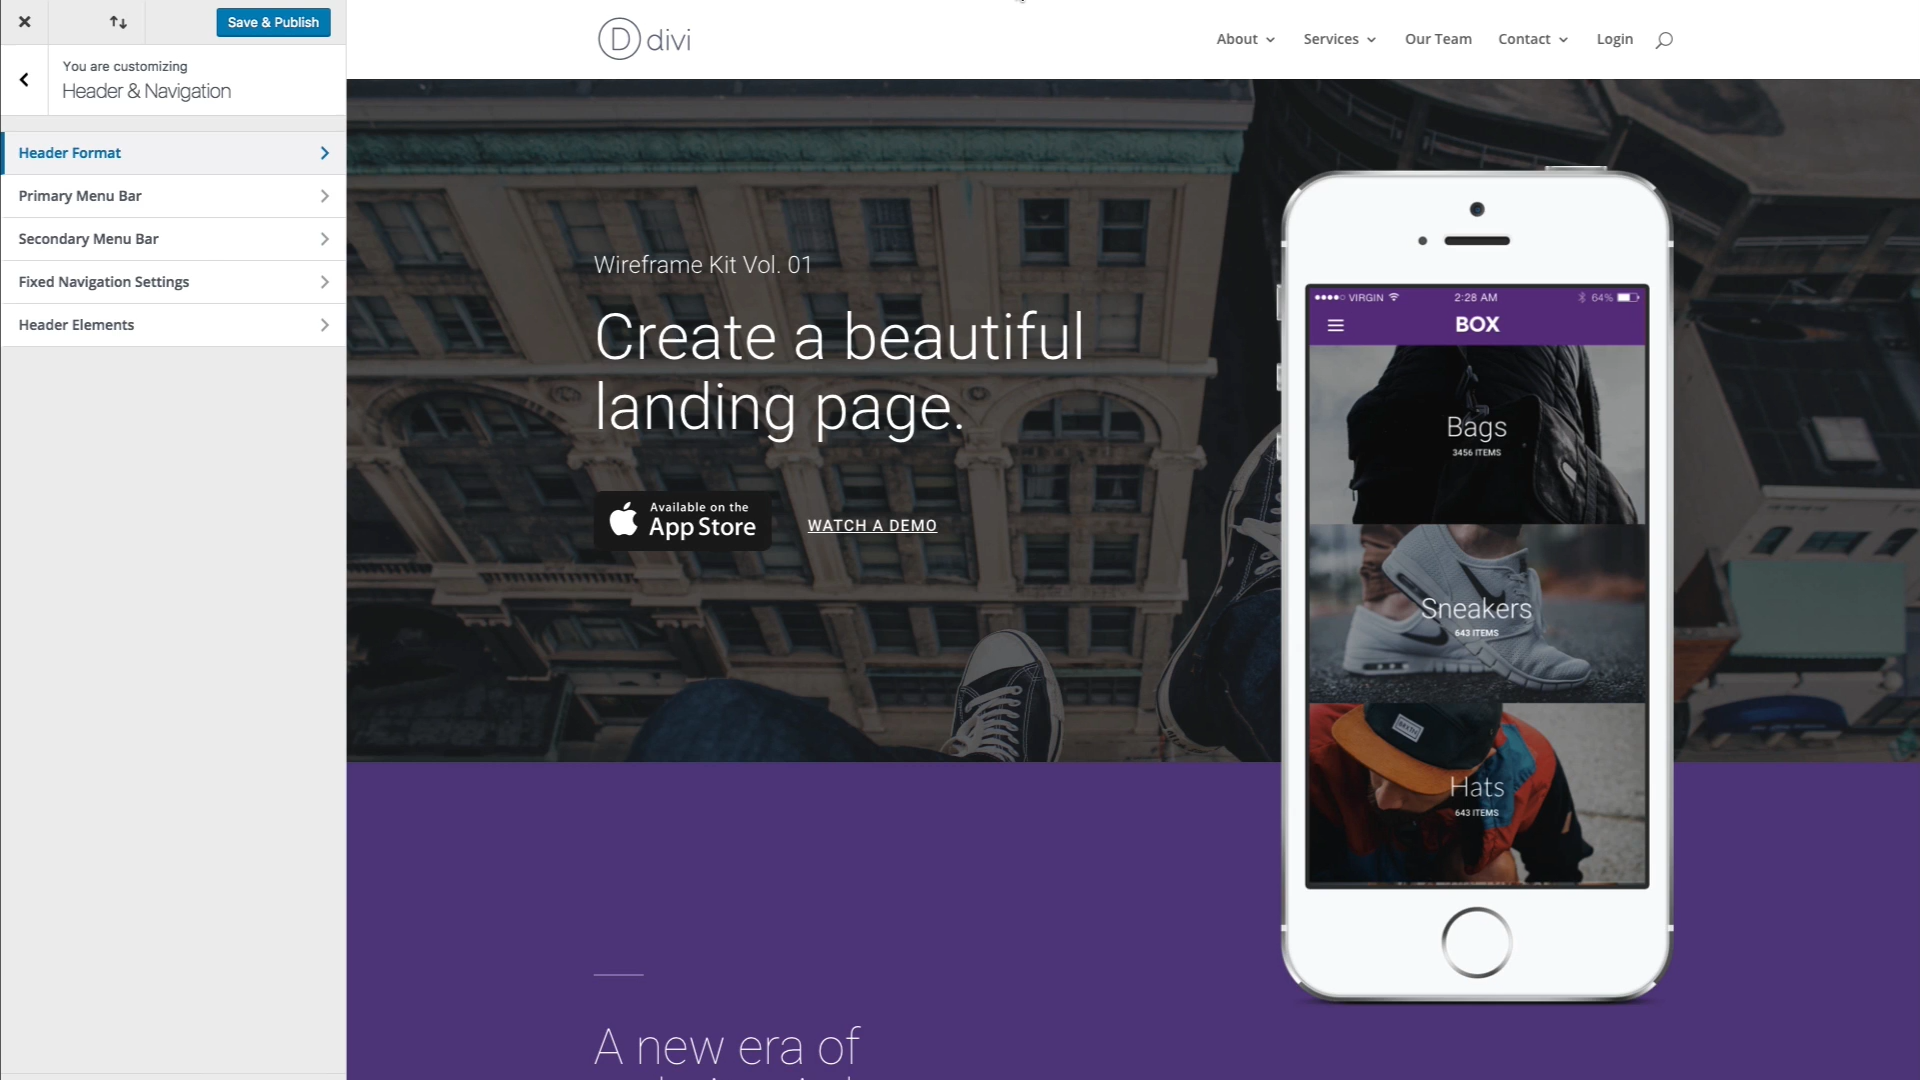 Save & Publish
You are customizing
Header & Navigation
Header Format
Primary Menu Bar
Secondary Menu Bar
Fixed Navigation Settings
Header Elements
D divi
About
Services
Our Team
Contact
Login
Wireframe Kit Vol. 01
Create a beautiful
landing page.
Available on the
App Store
WATCH A DEMO
VIRGIN
2:28 AM
64%
BOX
Bags
3456 ITEMS
Sneakers
643 ITEMS
Hats
643 ITEMS
A new era of